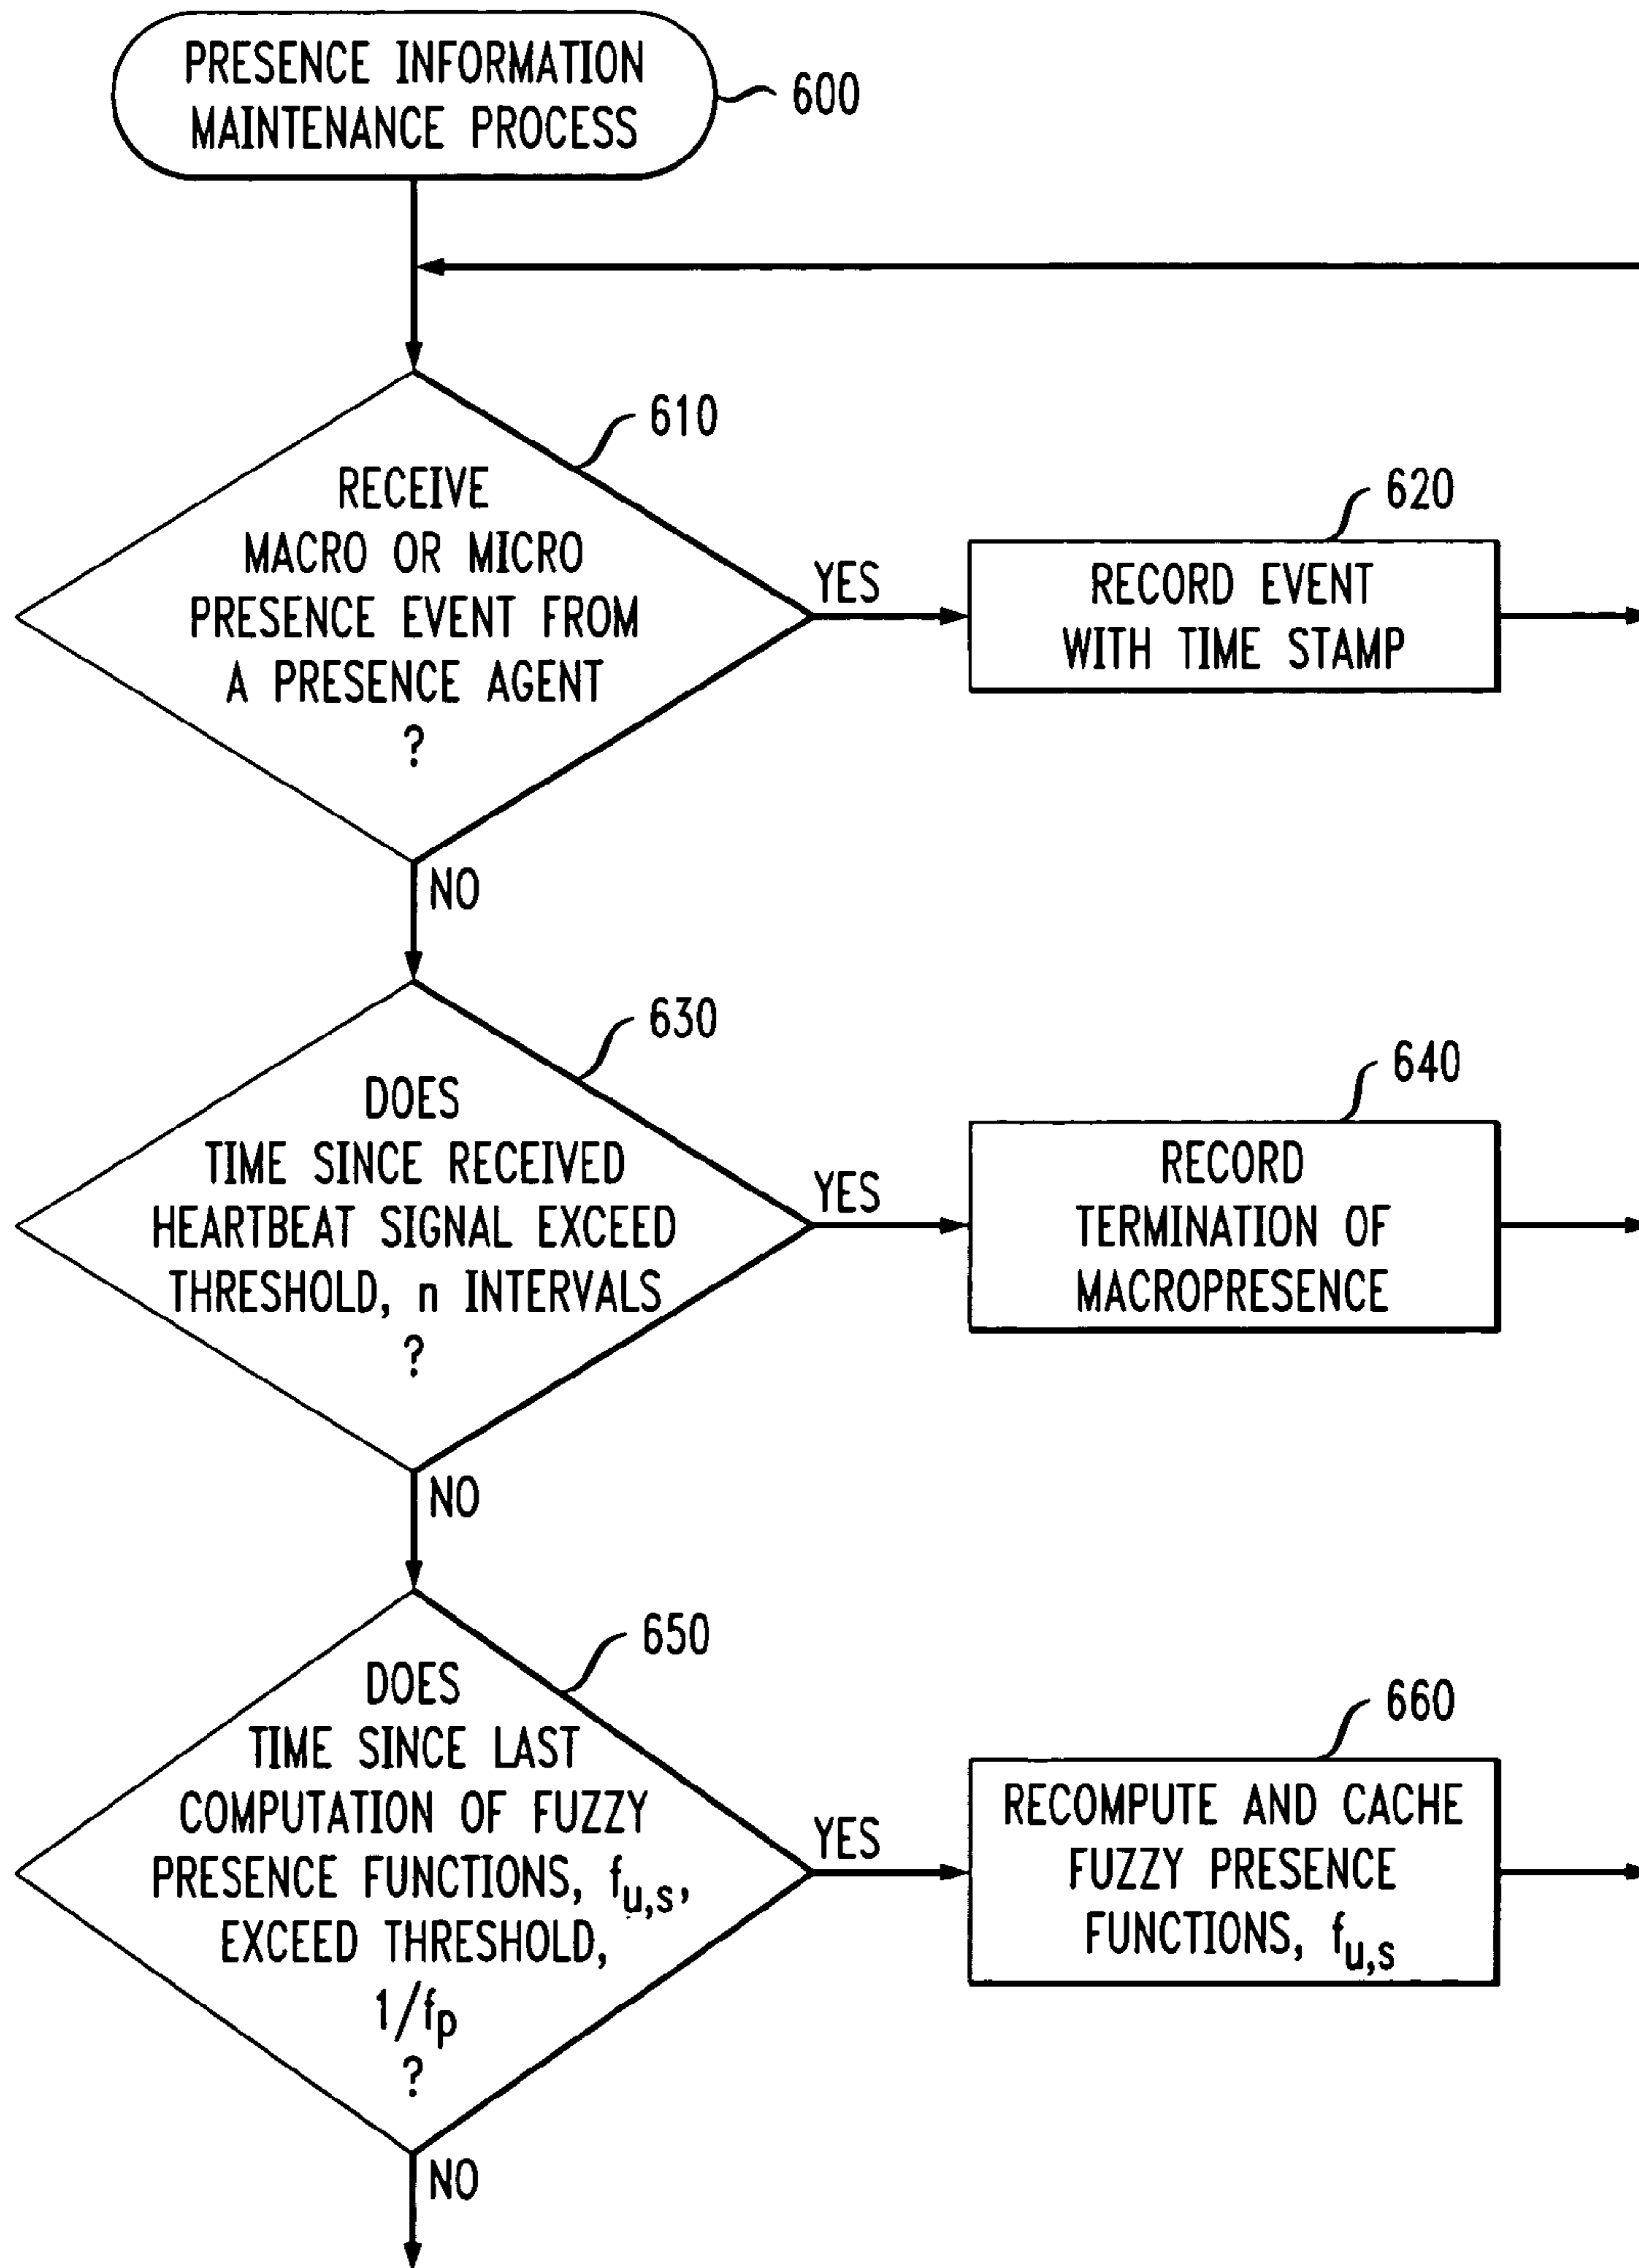 PRESENCE INFORMATION
MAINTENANCE PROCESS
600
610
RECEIVE
MACRO OR MICRO
PRESENCE EVENT FROM
A PRESENCE AGENT
?
YES
620
RECORD EVENT
WITH TIME STAMP
NO
630
DOES
TIME SINCE RECEIVED
HEARTBEAT SIGNAL EXCEED
THRESHOLD, n INTERVALS
?
YES
640
RECORD
TERMINATION OF
MACROPRESENCE
NO
650
DOES
TIME SINCE LAST
COMPUTATION OF FUZZY
PRESENCE FUNCTIONS, fu,s,
EXCEED THRESHOLD,
1/fp
?
YES
660
RECOMPUTE AND CACHE
FUZZY PRESENCE
FUNCTIONS, fu,s
NO